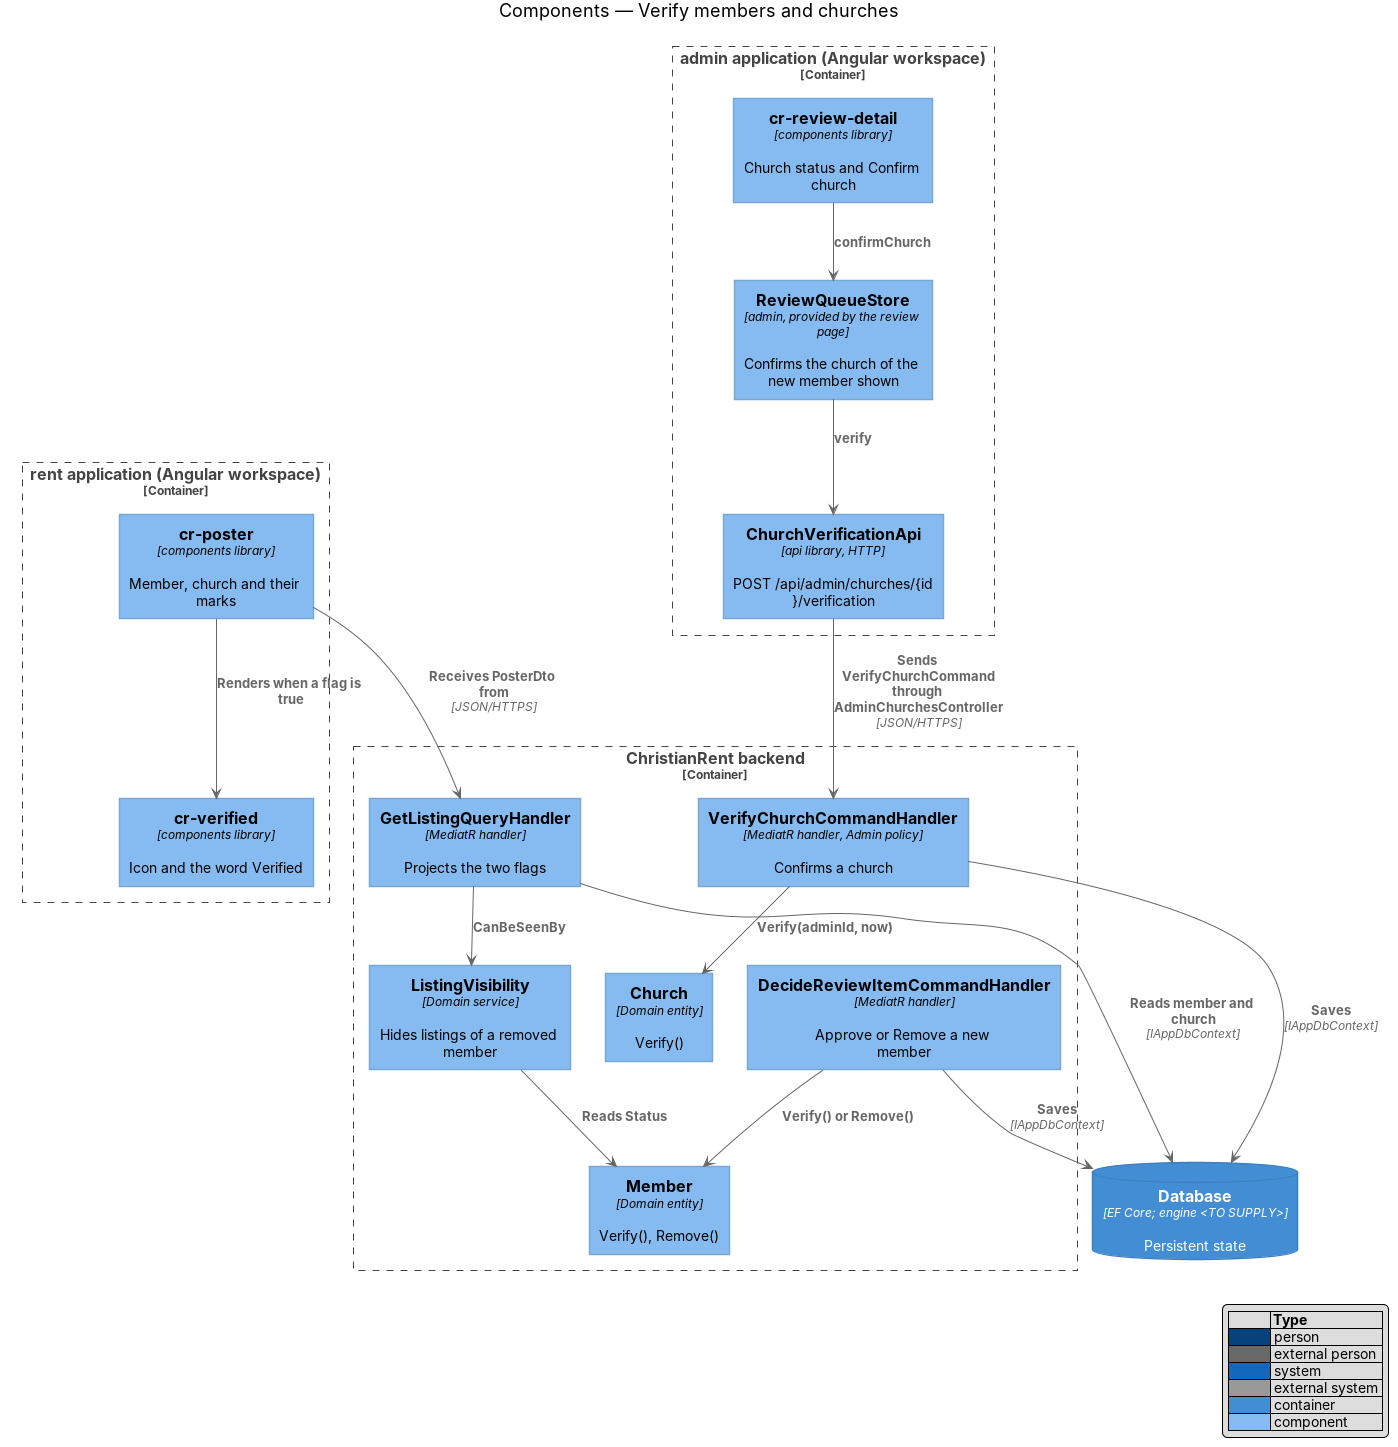 Components — Verify members and churches
admin application (Angular workspace)
[Container]
cr-review-detail
[components library]
Church status and Confirm
church
confirmChurch
ReviewQueueStore
[admin, provided by the review
page]
Confirms the church of the
new member shown
verify
rent application (Angular workspace)
[Container]
cr-poster
[components library]
Member, church and their
marks
ChurchVerificationApi
[api library, HTTP]
POST /api/admin/churches/{id
}/verification
Renders when a flag is
true
Receives PosterDto
from
[JSON/HTTPS]
Sends
VerifyChurchCommand
through
AdminChurchesController
[JSON/HTTPS]
ChristianRent backend
[Container]
cr-verified
[components library]
Icon and the word Verified
GetListingQueryHandler
[MediatR handler]
Projects the two flags
VerifyChurchCommandHandler
[MediatR handler, Admin policy]
Confirms a church
CanBeSeenBy
Verify(adminId, now)
ListingVisibility
[Domain service]
Hides listings of a removed
member
Church
[Domain entity]
Verify()
DecideReviewItemCommandHandler
[MediatR handler]
Approve or Remove a new
member
Reads member and
church
[IAppDbContext]
Saves
[IAppDbContext]
Reads Status
Verify() or Remove()
Saves
[IAppDbContext]
Member
[Domain entity]
Verify(), Remove()
Database
[EF Core; engine <TO SUPPLY>]
Persistent state
Type
person
external person
system
external system
container
component